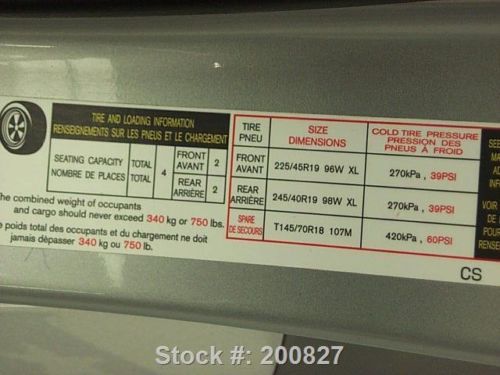 TIRE AND LOADING INFORMATION
RENSEIGNEMENTS SUR LES PNEUS ET LE CHARGEMENT
SEATING CAPACITY TOTAL 4 FRONT AVANT 2
NOMBRE DE PLACES TOTAL REAR ARRIÈRE 2
The combined weight of occupants
and cargo should never exceed 340 kg or 750 lbs.
poids total des occupants et du chargement ne doit
jamais dépasser 340 kg ou 750 lb.
TIRE PNEU SIZE DIMENSIONS COLD TIRE PRESSURE PRESSION DES PNEUS À FROID
FRONT AVANT 225/45R19 96W XL 270kPa , 39PSI
REAR ARRIÈRE 245/40R19 98W XL 270kPa , 39PSI
SPARE DE SECOURS T145/70R18 107M 420kPa , 60PSI
SEE
VOIR
POUR
CS
Stock #: 200827